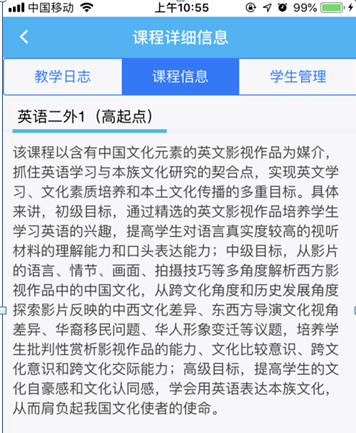 中国移动 上午10:55 99%
课程详细信息
教学日志 课程信息 学生管理
英语二外1（高起点）
该课程以含有中国文化元素的英文影视作品为媒介，
抓住英语学习与本族文化研究的契合点，实现英文学
习、文化素质培养和本土文化传播的多重目标。具体
来讲，初级目标，通过精选的英文影视作品培养学生
学习英语的兴趣，提高学生对语言真实度较高的视听
材料的理解能力和口头表达能力；中级目标，从影片
的语言、情节、画面、拍摄技巧等多角度解析西方影
视作品中的中国文化，从跨文化角度和历史发展角度
探索影片反映的中西文化差异、东西方导演文化视角
差异、华裔移民问题、华人形象变迁等议题，培养学
生批判性赏析影视作品的能力、文化比较意识、跨文
化意识和跨文化交际能力；高级目标，提高学生的文
化自豪感和文化认同感，学会用英语表达本族文化，
从而肩负起我国文化使者的使命。